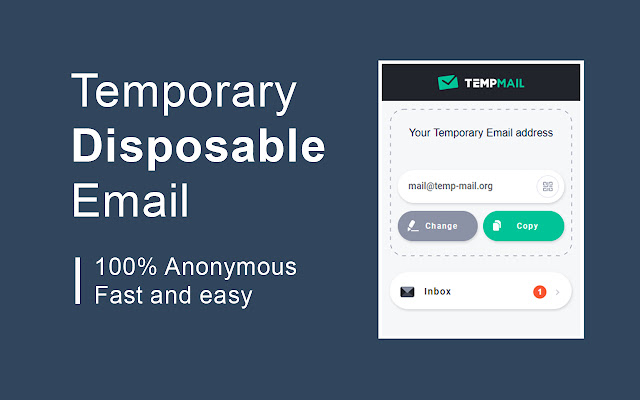 Temporary
Disposable
Email
100% Anonymous
Fast and easy
TEMPMAIL
Your Temporary Email address
mail@temp-mail.org
Change
Copy
Inbox
1